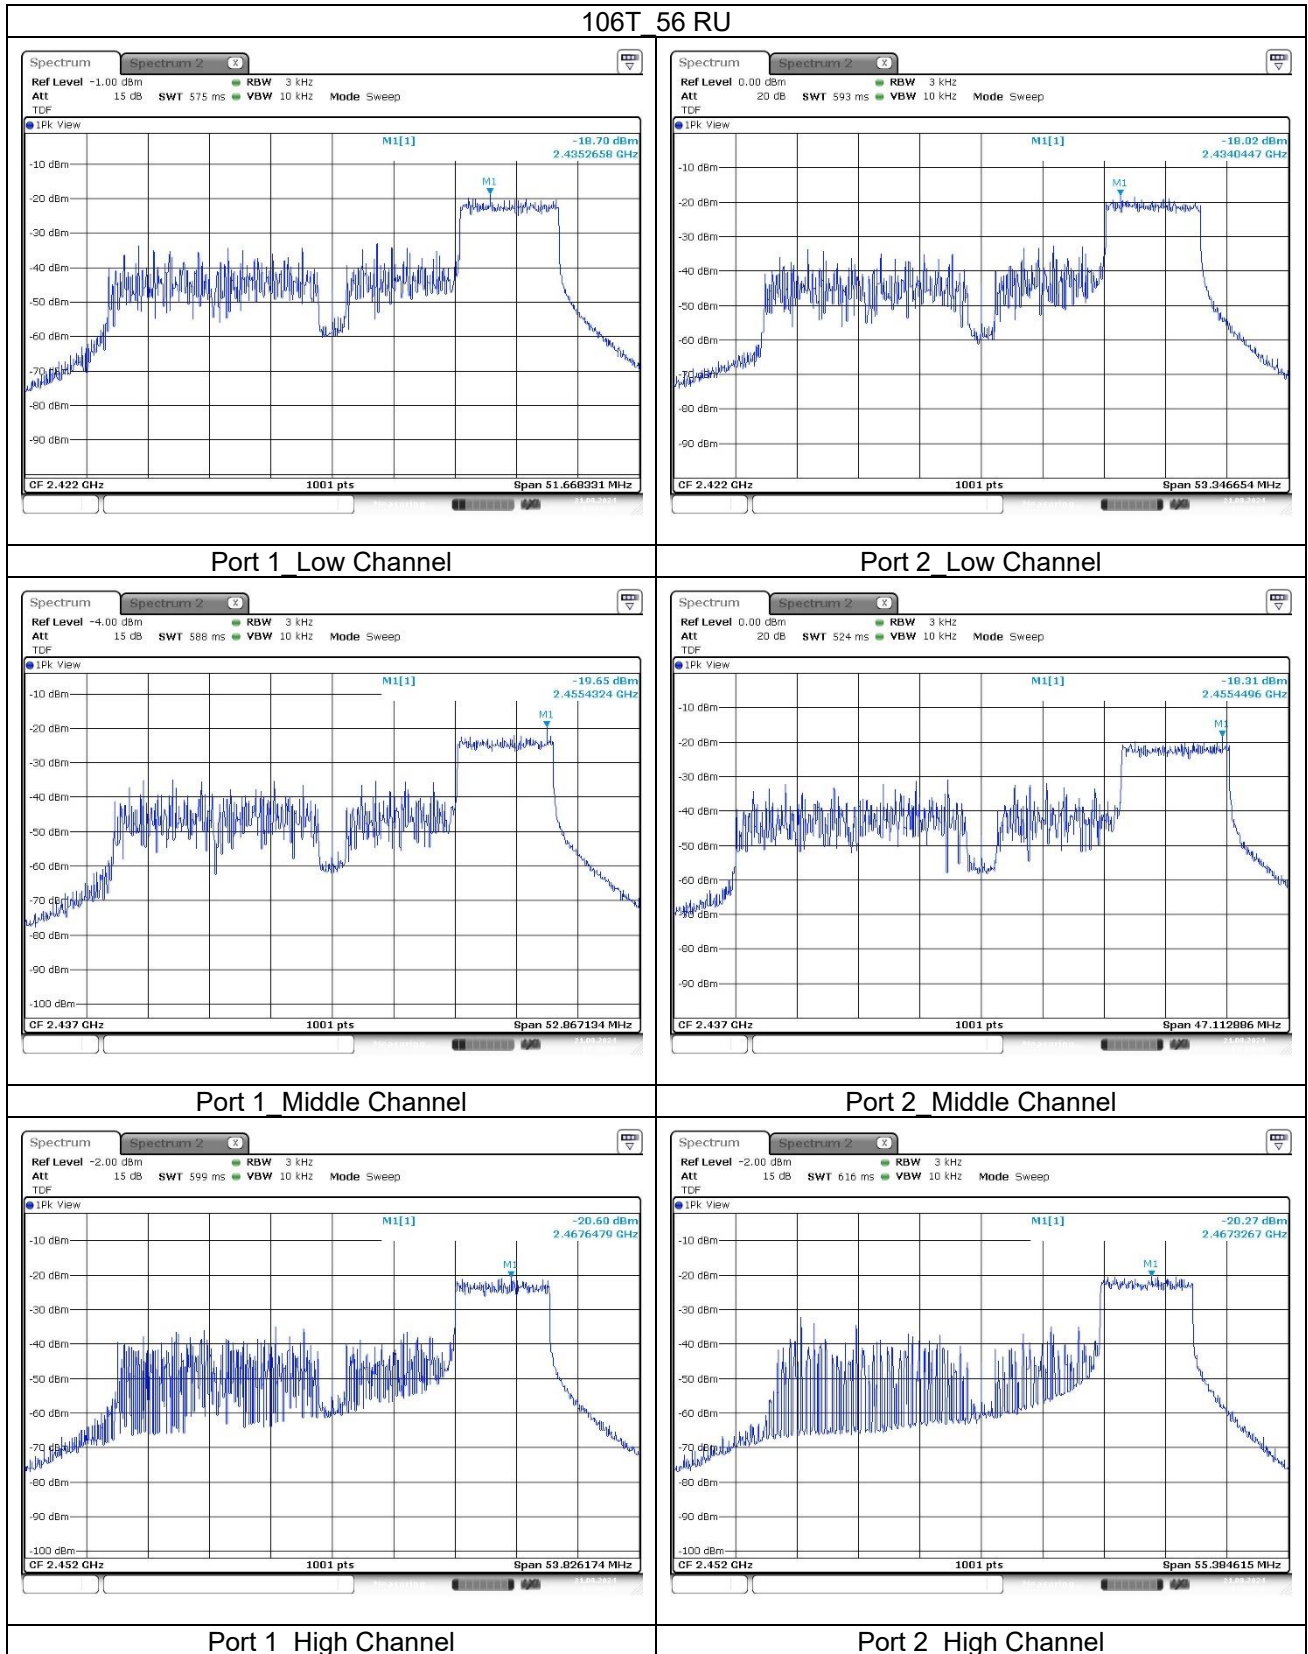 106T_56 RU
Spectrum Spectrum 2 X
Ref Level -1.00 dBm RBW 3 kHz
Att 15 dB SWT 575 ms VBW 10 kHz Mode Sweep
TDF
1Pk View
M1[1] -18.70 dBm
2.4352658 GHz
-10 dBm
M1
-20 dBm
-30 dBm
-40 dBm
-50 dBm
-60 dBm
-70 dBm
-80 dBm
-90 dBm
CF 2.422 GHz 1001 pts Span 51.668331 MHz
Port 1_Low Channel
Spectrum Spectrum 2 X
Ref Level 0.00 dBm RBW 3 kHz
Att 20 dB SWT 593 ms VBW 10 kHz Mode Sweep
TDF
1Pk View
M1[1] -18.02 dBm
2.4340447 GHz
-10 dBm
M1
-20 dBm
-30 dBm
-40 dBm
-50 dBm
-60 dBm
-70 dBm
-80 dBm
-90 dBm
CF 2.422 GHz 1001 pts Span 53.346654 MHz
Port 2_Low Channel
Spectrum Spectrum 2 X
Ref Level -4.00 dBm RBW 3 kHz
Att 15 dB SWT 588 ms VBW 10 kHz Mode Sweep
TDF
1Pk View
M1[1] -19.65 dBm
2.4554324 GHz
-10 dBm
M1
-20 dBm
-30 dBm
-40 dBm
-50 dBm
-60 dBm
-70 dBm
-80 dBm
-90 dBm
-100 dBm
CF 2.437 GHz 1001 pts Span 52.867134 MHz
Port 1_Middle Channel
Spectrum Spectrum 2 X
Ref Level 0.00 dBm RBW 3 kHz
Att 20 dB SWT 524 ms VBW 10 kHz Mode Sweep
TDF
1Pk View
M1[1] -18.31 dBm
2.4554496 GHz
-10 dBm
M1
-20 dBm
-30 dBm
-40 dBm
-50 dBm
-60 dBm
-70 dBm
-80 dBm
-90 dBm
CF 2.437 GHz 1001 pts Span 47.112886 MHz
Port 2_Middle Channel
Spectrum Spectrum 2 X
Ref Level -2.00 dBm RBW 3 kHz
Att 15 dB SWT 599 ms VBW 10 kHz Mode Sweep
TDF
1Pk View
M1[1] -20.60 dBm
2.4676479 GHz
-10 dBm
M1
-20 dBm
-30 dBm
-40 dBm
-50 dBm
-60 dBm
-70 dBm
-80 dBm
-90 dBm
-100 dBm
CF 2.452 GHz 1001 pts Span 53.826174 MHz
Port 1_High Channel
Spectrum Spectrum 2 X
Ref Level -2.00 dBm RBW 3 kHz
Att 15 dB SWT 616 ms VBW 10 kHz Mode Sweep
TDF
1Pk View
M1[1] -20.27 dBm
2.4673267 GHz
-10 dBm
M1
-20 dBm
-30 dBm
-40 dBm
-50 dBm
-60 dBm
-70 dBm
-80 dBm
-90 dBm
-100 dBm
CF 2.452 GHz 1001 pts Span 55.384615 MHz
Port 2_High Channel